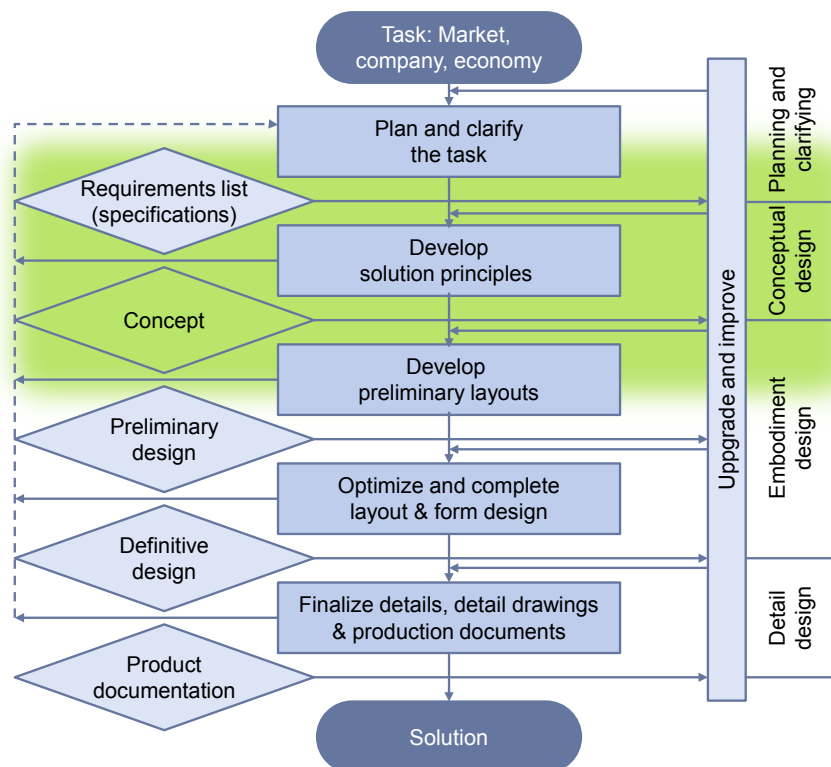 Task: Market,
company, economy
Plan and clarify
the task
Planning and
clarifying
Requirements list
(specifications)
Develop
solution principles
Conceptual
design
Concept
Uppgrade and improve
Develop
preliminary layouts
Preliminary
design
Embodiment
design
Optimize and complete
layout & form design
Definitive
design
Finalize details, detail drawings
& production documents
Detail
design
Product
documentation
Solution